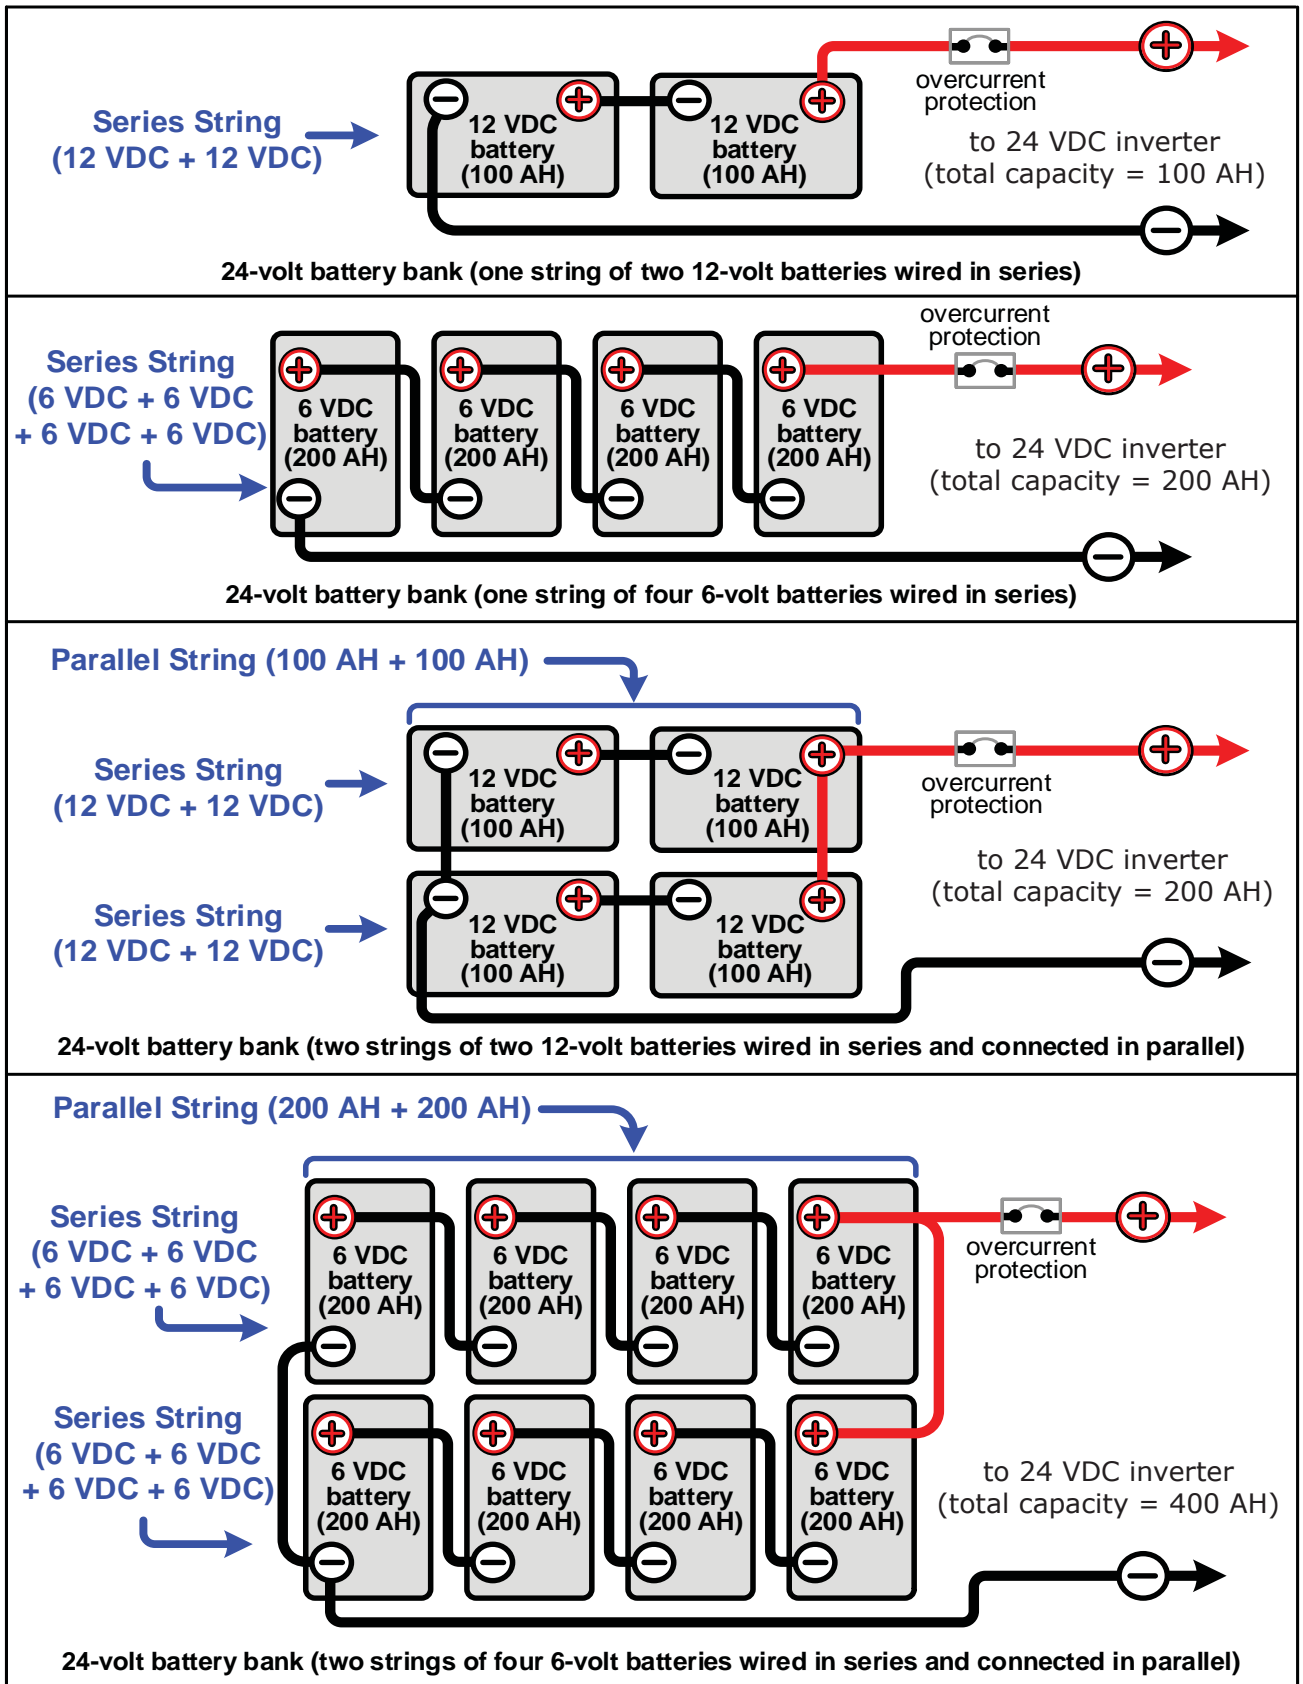 Series String
(12 VDC + 12 VDC)
12 VDC
battery
(100 AH)
12 VDC
battery
(100 AH)
overcurrent
protection
to 24 VDC inverter
(total capacity = 100 AH)
24-volt battery bank (one string of two 12-volt batteries wired in series)
Series String
(6 VDC + 6 VDC
+ 6 VDC + 6 VDC)
6 VDC
battery
(200 AH)
6 VDC
battery
(200 AH)
6 VDC
battery
(200 AH)
6 VDC
battery
(200 AH)
overcurrent
protection
to 24 VDC inverter
(total capacity = 200 AH)
24-volt battery bank (one string of four 6-volt batteries wired in series)
Parallel String (100 AH + 100 AH)
Series String
(12 VDC + 12 VDC)
12 VDC
battery
(100 AH)
12 VDC
battery
(100 AH)
overcurrent
protection
Series String
(12 VDC + 12 VDC)
12 VDC
battery
(100 AH)
12 VDC
battery
(100 AH)
to 24 VDC inverter
(total capacity = 200 AH)
24-volt battery bank (two strings of two 12-volt batteries wired in series and connected in parallel)
Parallel String (200 AH + 200 AH)
Series String
(6 VDC + 6 VDC
+ 6 VDC + 6 VDC)
6 VDC
battery
(200 AH)
6 VDC
battery
(200 AH)
6 VDC
battery
(200 AH)
6 VDC
battery
(200 AH)
overcurrent
protection
Series String
(6 VDC + 6 VDC
+ 6 VDC + 6 VDC)
6 VDC
battery
(200 AH)
6 VDC
battery
(200 AH)
6 VDC
battery
(200 AH)
6 VDC
battery
(200 AH)
to 24 VDC inverter
(total capacity = 400 AH)
24-volt battery bank (two strings of four 6-volt batteries wired in series and connected in parallel)